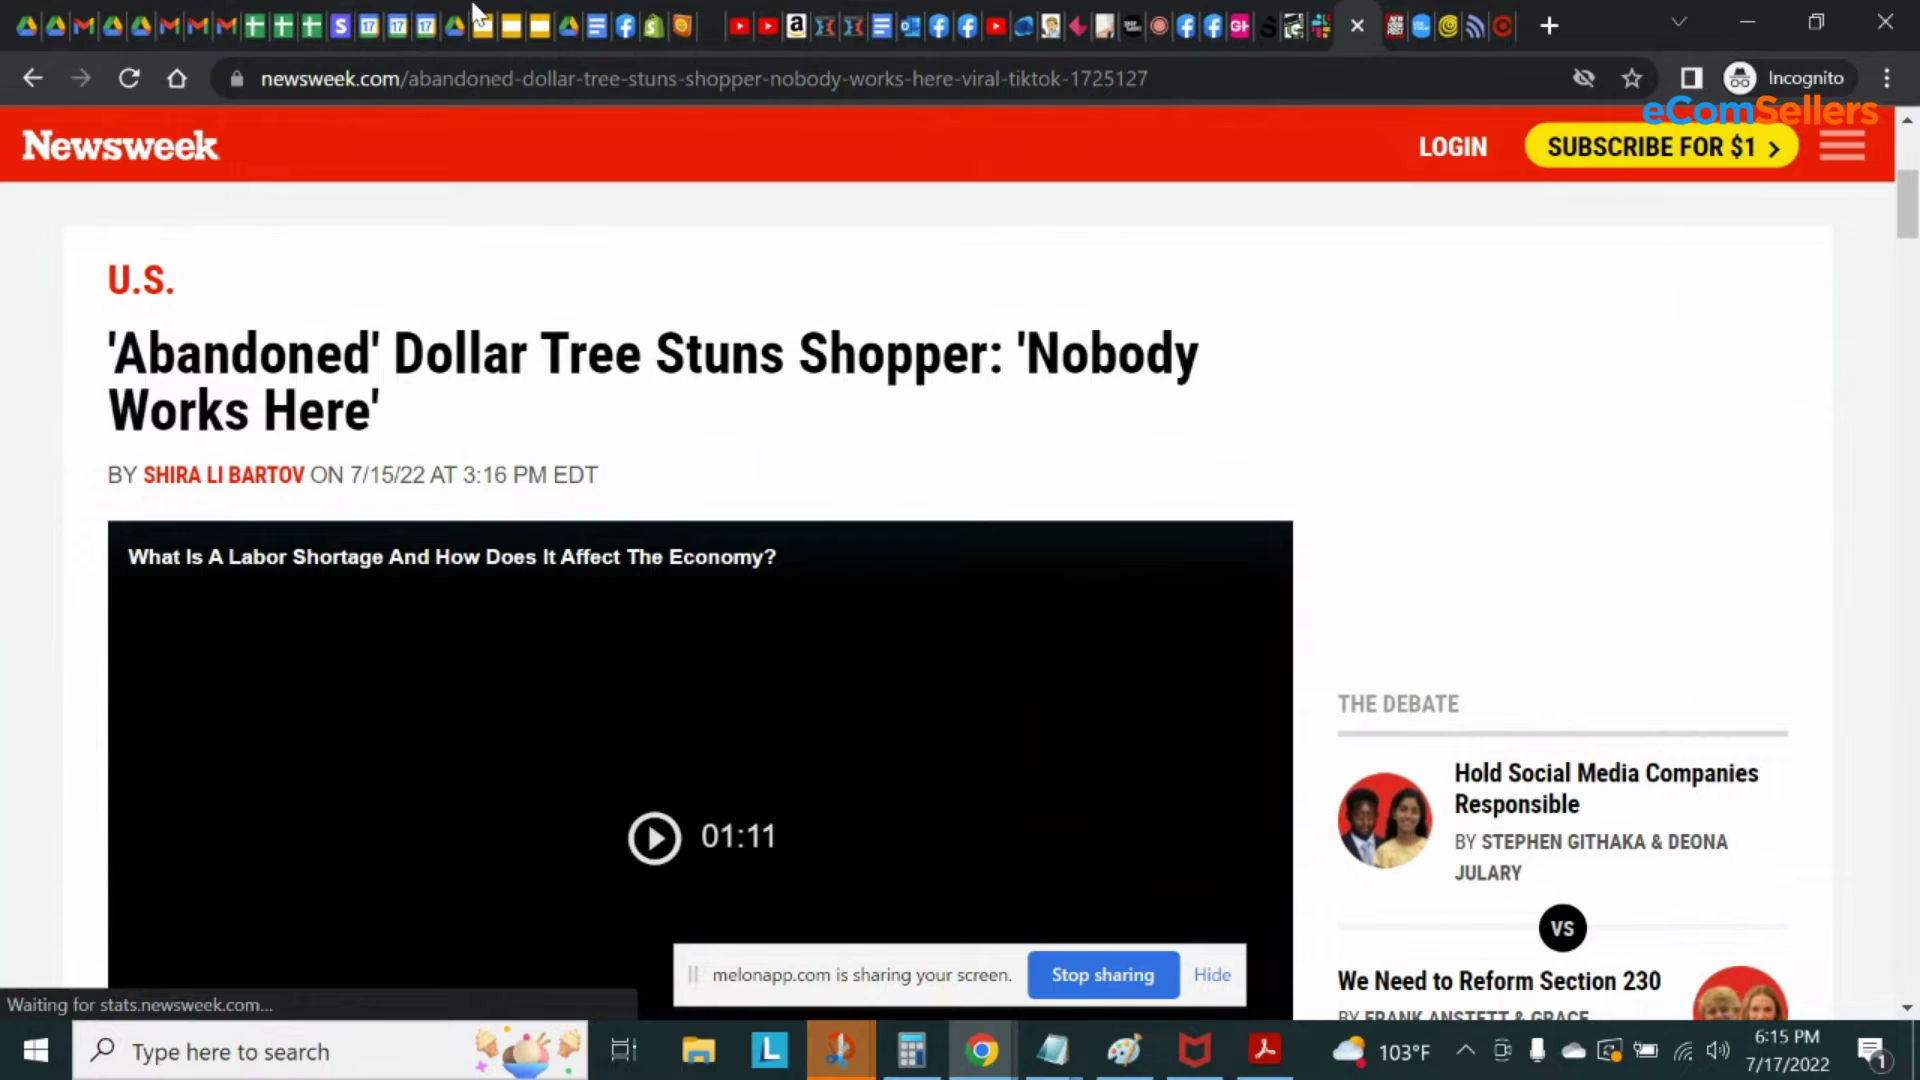 newsweek.com/abandoned-dollar-tree-stuns-shopper-nobody-works-here-viral-tiktok-1725127
Incognito
eComSellers
Newsweek
LOGIN
SUBSCRIBE FOR $1 >
U.S.
'Abandoned' Dollar Tree Stuns Shopper: 'Nobody
Works Here'
BY SHIRA LI BARTOV ON 7/15/22 AT 3:16 PM EDT
What Is A Labor Shortage And How Does It Affect The Economy?
01:11
THE DEBATE
Hold Social Media Companies
Responsible
BY STEPHEN GITHAKA & DEONA
JULARY
VS
We Need to Reform Section 230
BY FRANK ANSTETT & GRACE
melonapp.com is sharing your screen.
Stop sharing
Hide
Waiting for stats.newsweek.com...
Type here to search
103°F
6:15 PM
7/17/2022
1